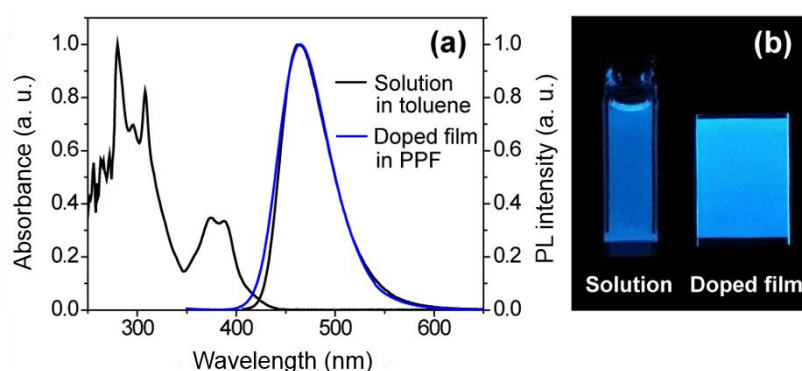 (a)
Solution
in toluene
Doped film
in PPF
Absorbance (a. u.)
1.0
0.8
0.6
0.4
0.2
0.0
300
400
500
600
Wavelength (nm)
1.0
0.8
0.6
0.4
0.2
0.0
PL intensity (a. u.)
(b)
Solution
Doped film